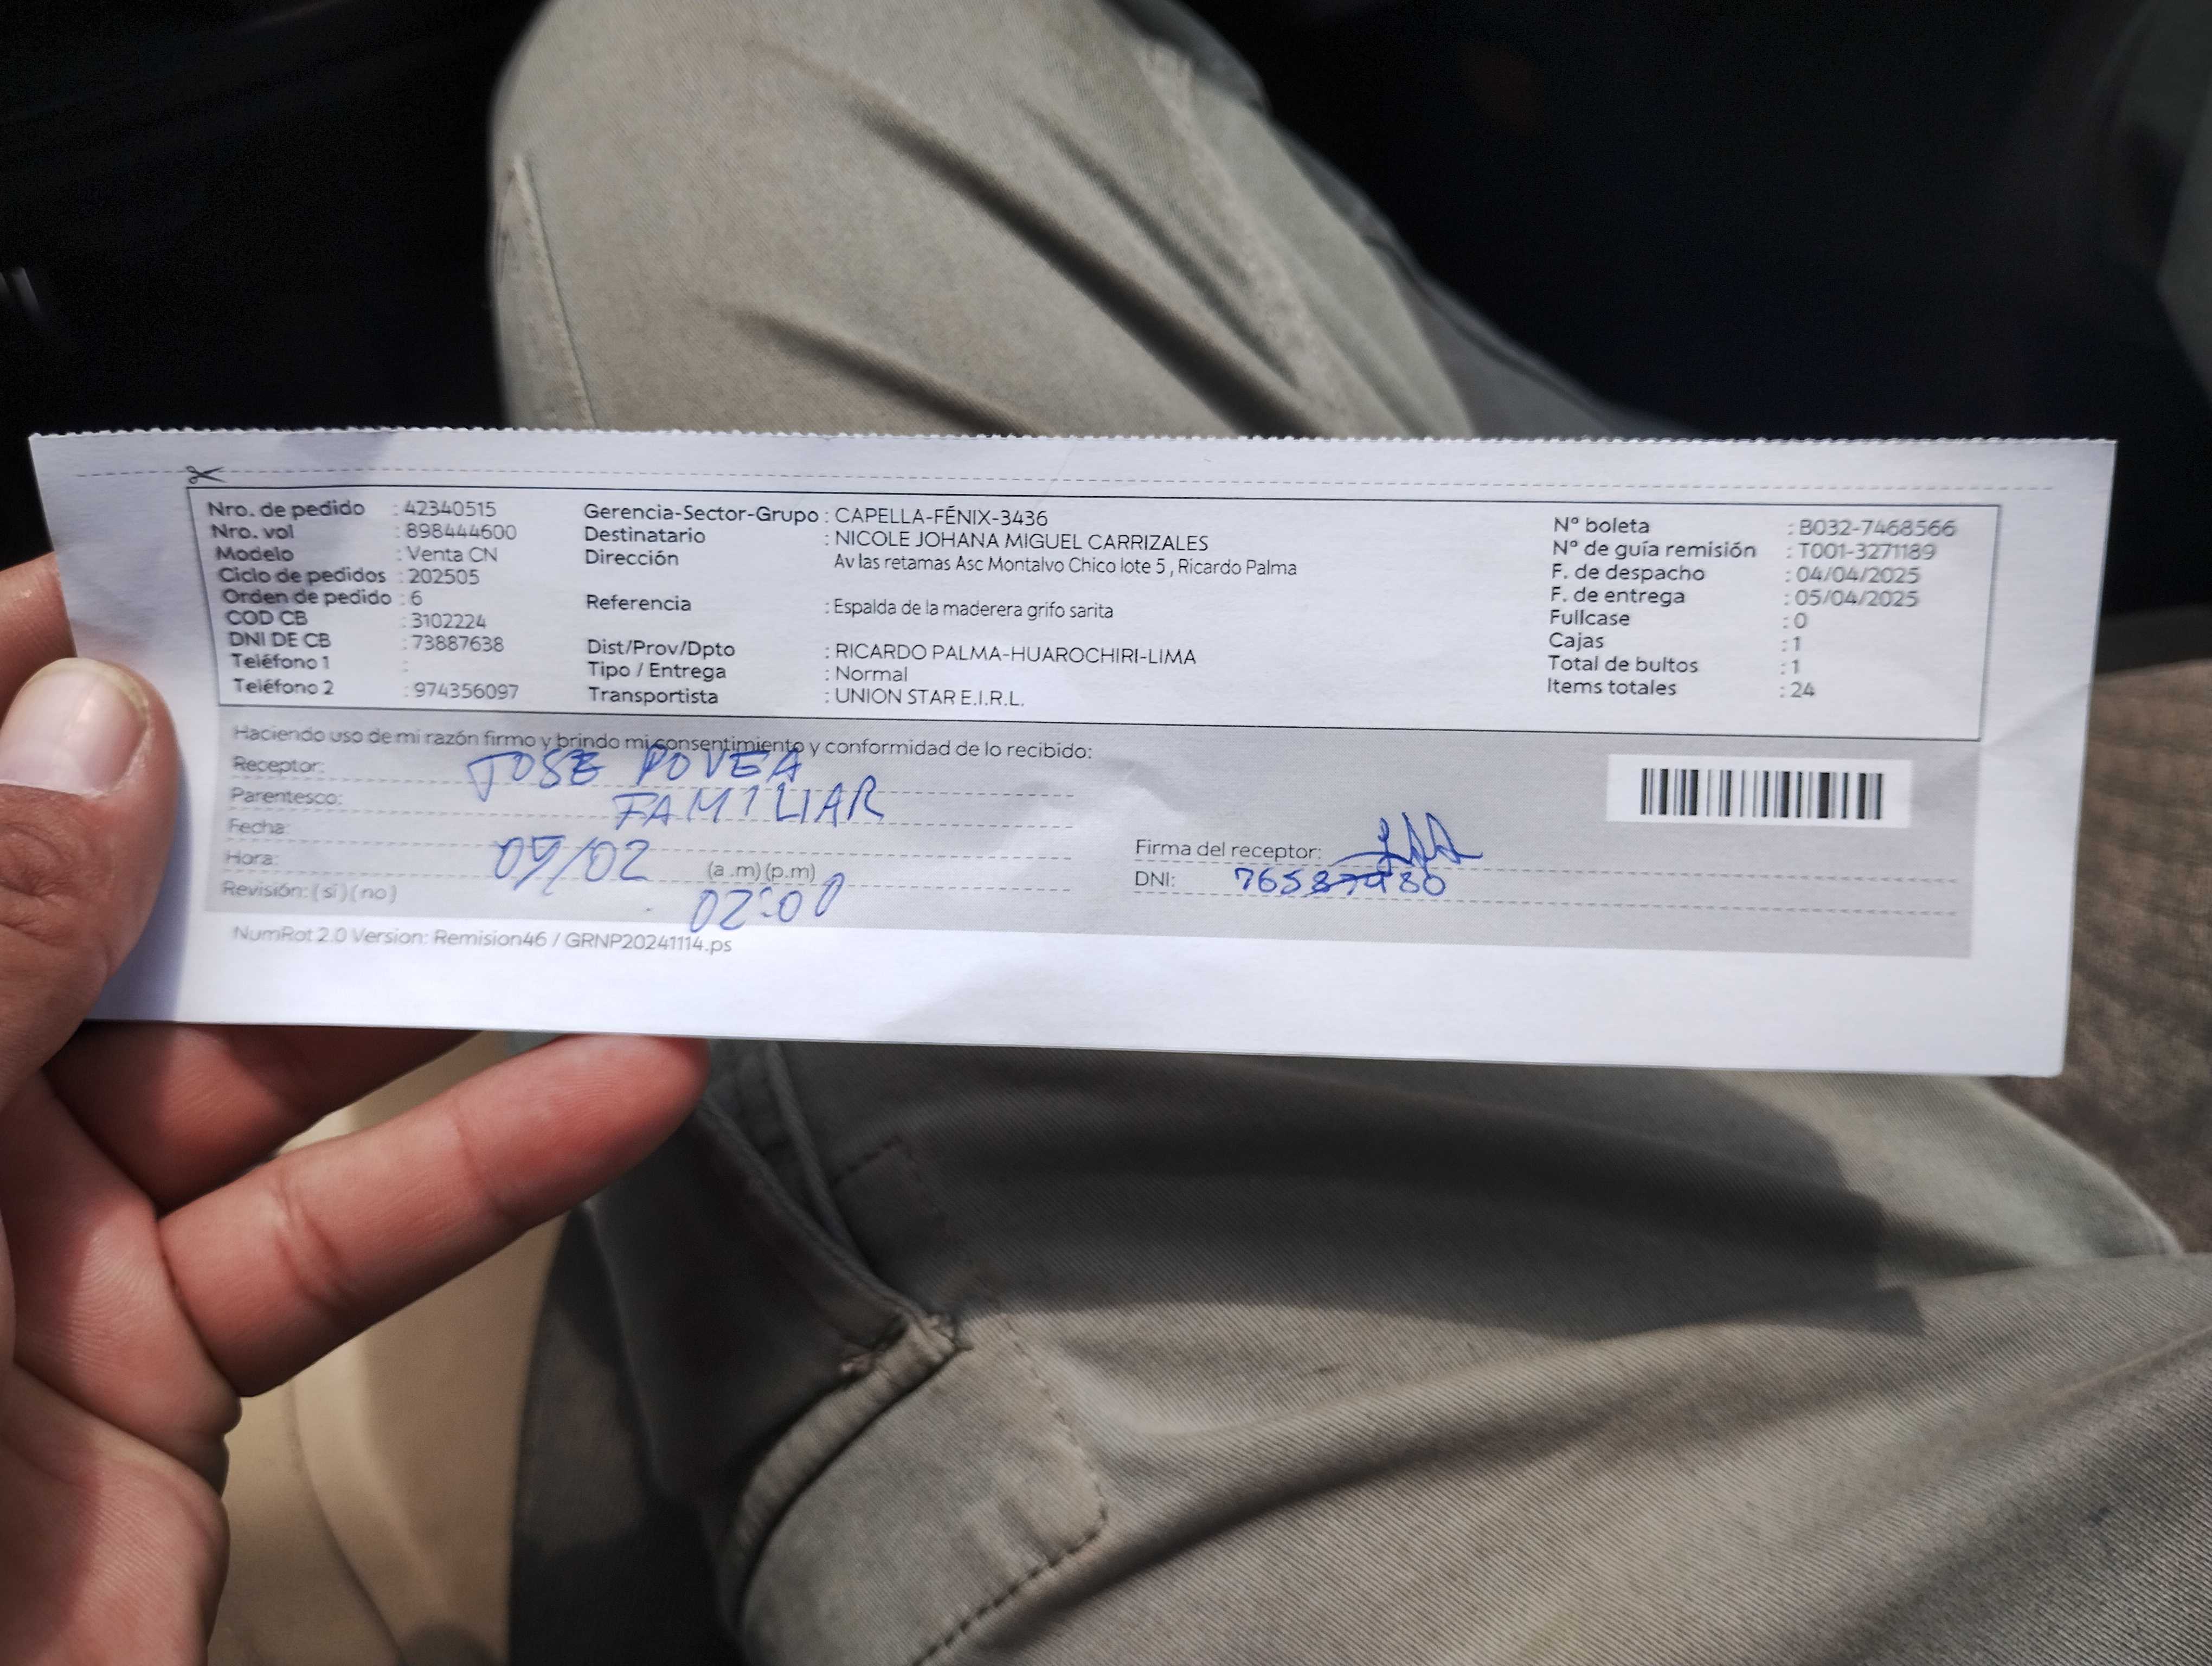 Nro. de pedido : 42340515
Nro. vol : 898444600
Modelo : Venta CN
Ciclo de pedidos : 202505
Orden de pedido : 6
COD CB : 3102224
DNI DE CB : 73887638
Teléfono 1 :
Teléfono 2 : 974356097
Gerencia-Sector-Grupo : CAPELLA-FÉNIX-3436
Destinatario : NICOLE JOHANA MIGUEL CARRIZALES
Dirección Av las retamas Asc Montalvo Chico lote 5 , Ricardo Palma
Referencia : Espalda de la maderera grifo sarita
Dist/Prov/Dpto : RICARDO PALMA-HUAROCHIRI-LIMA
Tipo / Entrega : Normal
Transportista : UNION STAR E.I.R.L.
N° boleta : B032-7468566
N° de guía remisión : T001-3271189
F. de despacho : 04/04/2025
F. de entrega : 05/04/2025
Fullcase : 0
Cajas : 1
Total de bultos : 1
Items totales : 24
Haciendo uso de mi razón firmo y brindo mi consentimiento y conformidad de lo recibido:
Receptor: JOSE POVEA
Parentesco: FAMILIAR
Fecha:
Hora: (a .m) (p.m)
02:00
Revisión: ( sí ) ( no )
Firma del receptor:
DNI:
NumRot 2.0 Version: Remision46 / GRNP20241114.ps